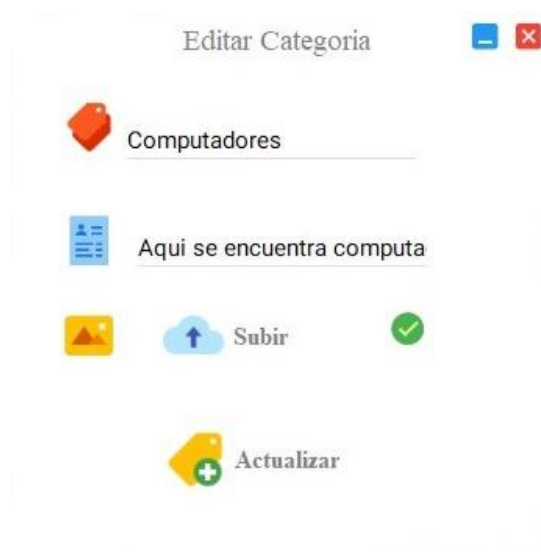 Editar Categoria
Computadores
Aqui se encuentra computa
Subir
Actualizar